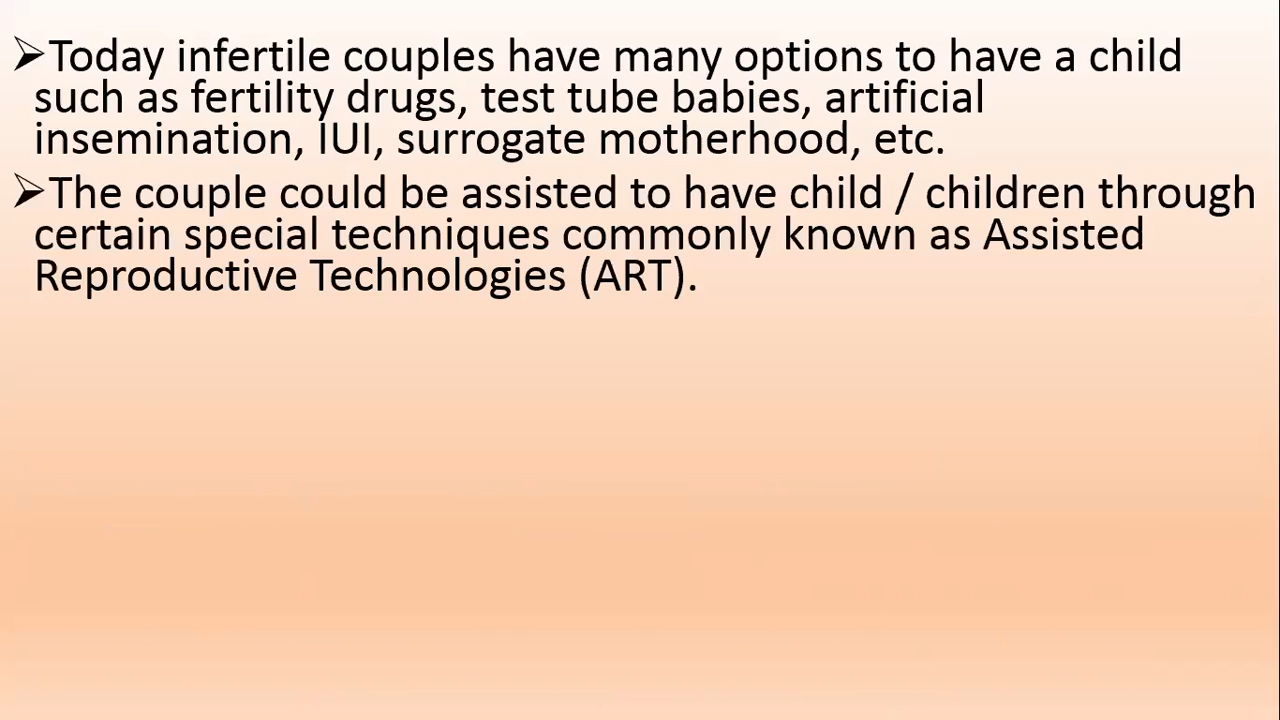 ➢Today infertile couples have many options to have a child
such as fertility drugs, test tube babies, artificial
insemination, IUI, surrogate motherhood, etc.
➢The couple could be assisted to have child / children through
certain special techniques commonly known as Assisted
Reproductive Technologies (ART).